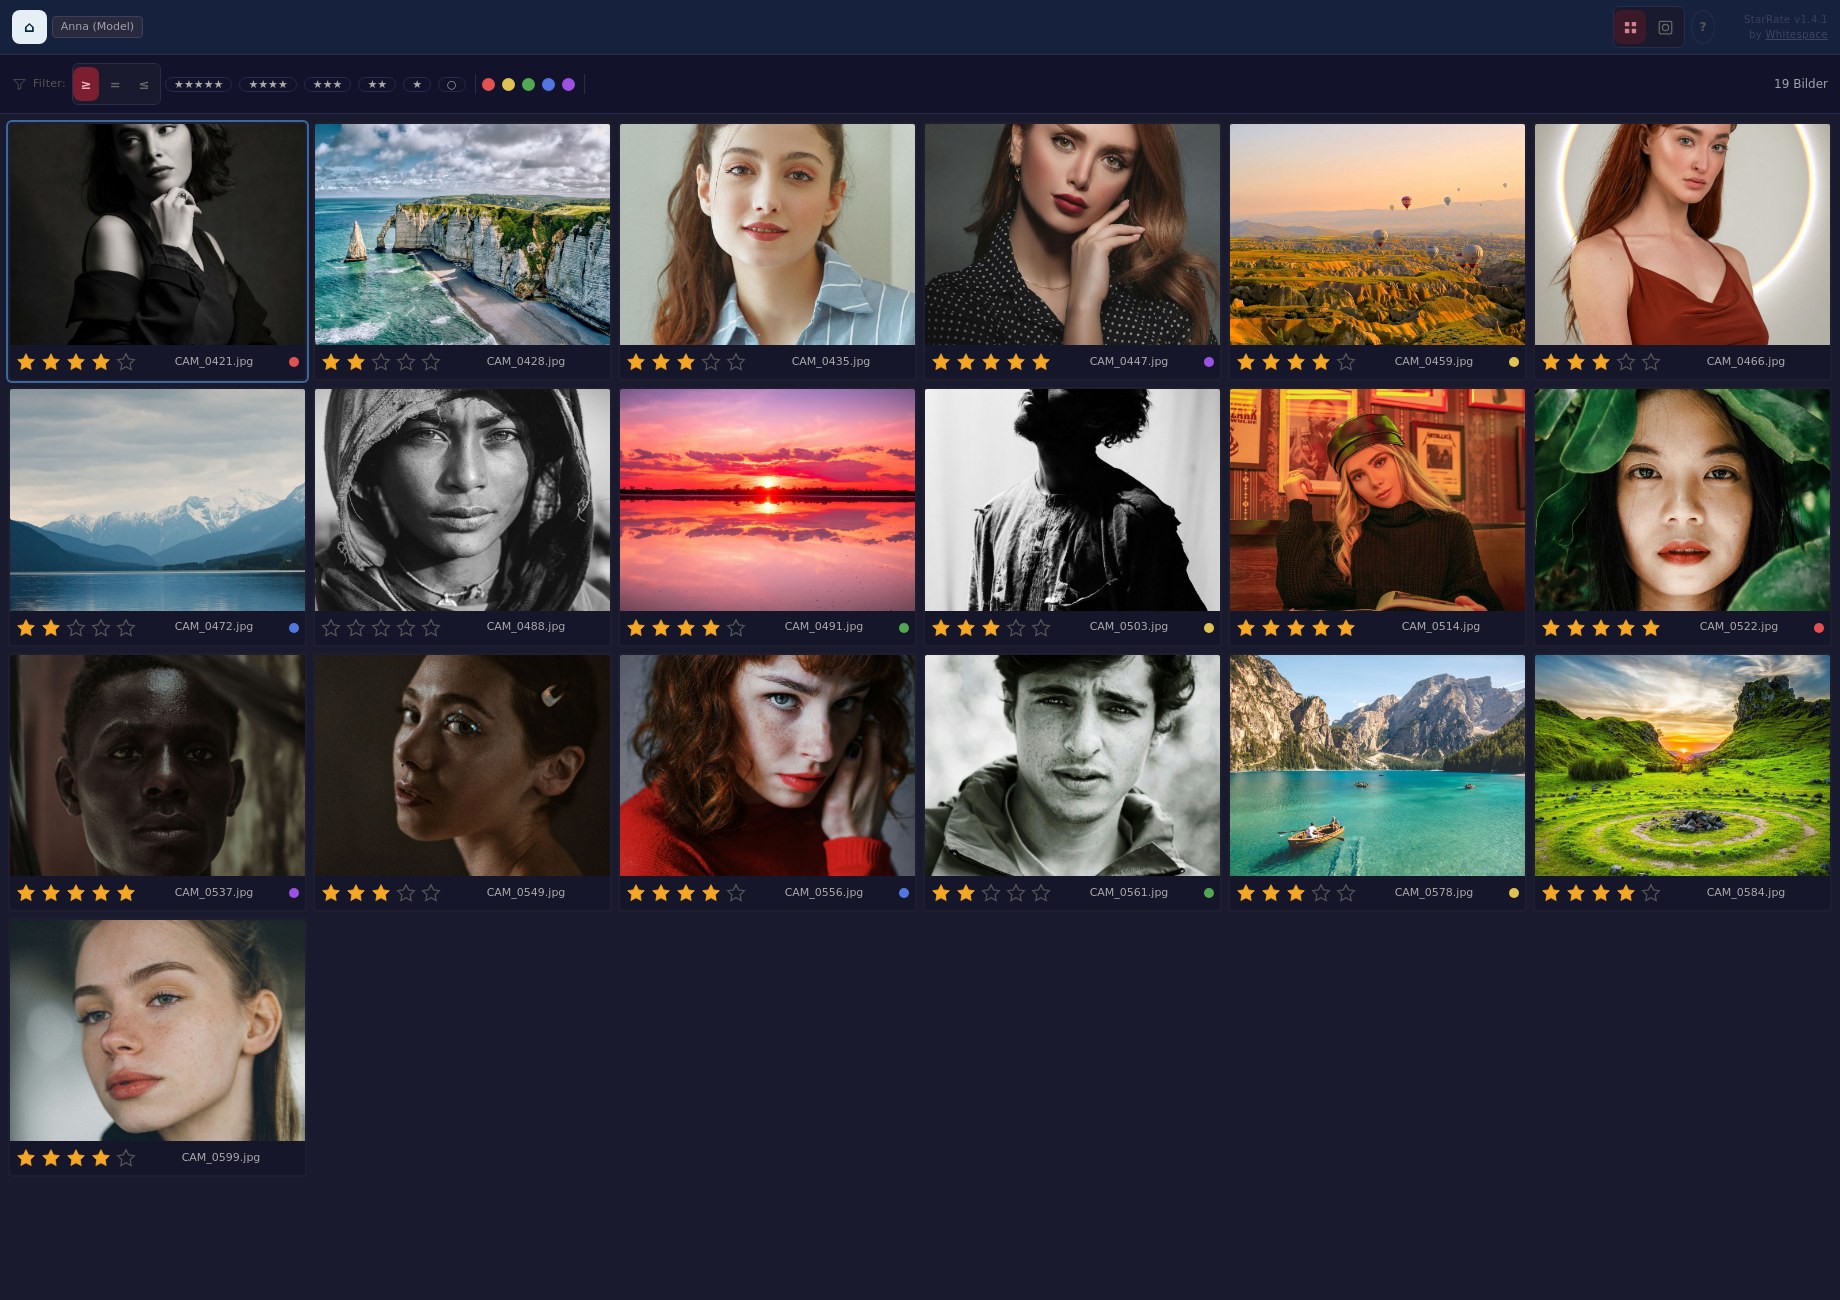 Anna (Model)
?
StarRate v1.4.1
by Whitespace
Filter: ≥ = ≤ ★★★★★ ★★★★ ★★★ ★★ ★ ○
19 Bilder
CAM_0421.jpg
CAM_0428.jpg
CAM_0435.jpg
CAM_0447.jpg
CAM_0459.jpg
CAM_0466.jpg
CAM_0472.jpg
CAM_0488.jpg
CAM_0491.jpg
CAM_0503.jpg
CAM_0514.jpg
CAM_0522.jpg
CAM_0537.jpg
CAM_0549.jpg
CAM_0556.jpg
CAM_0561.jpg
CAM_0578.jpg
CAM_0584.jpg
CAM_0599.jpg